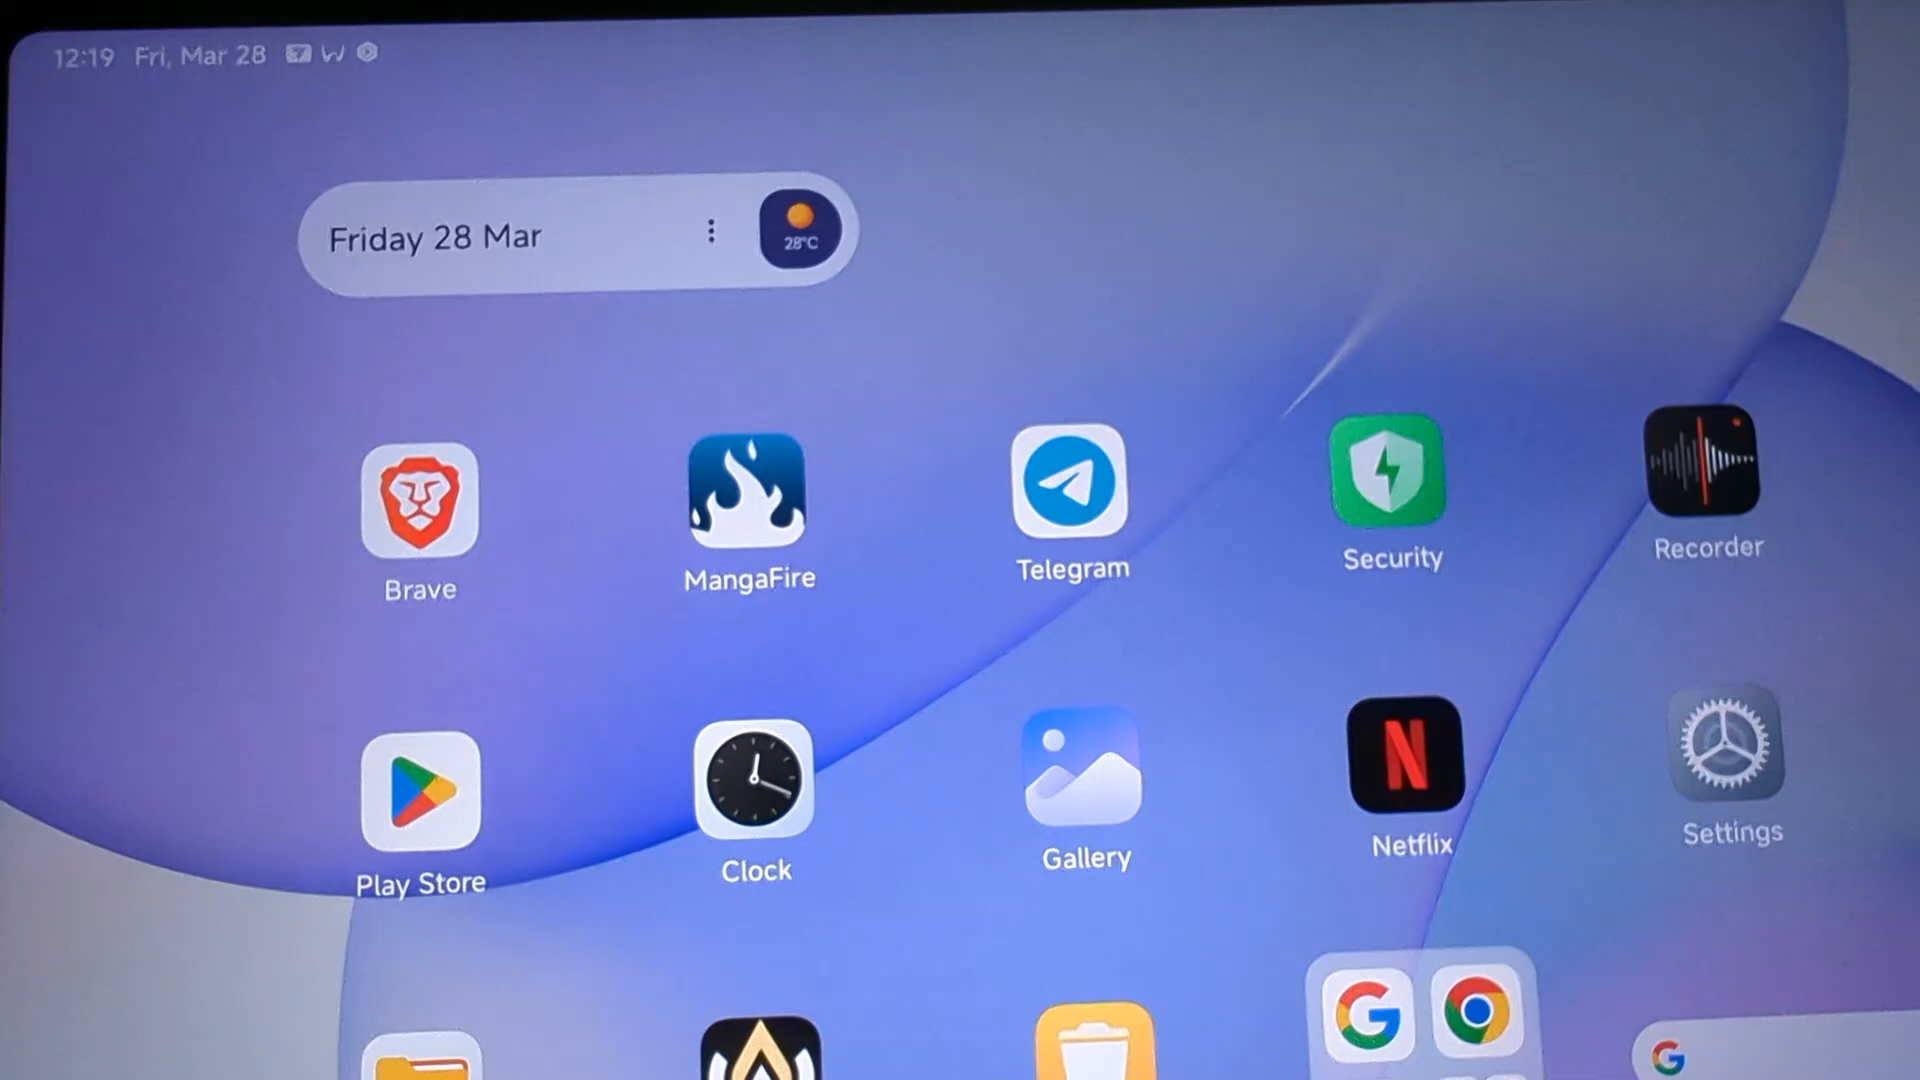 12:19 Fri, Mar 28
Friday 28 Mar
28°C
Brave
MangaFire
Telegram
Security
Recorder
Play Store
Clock
Gallery
Netflix
Settings